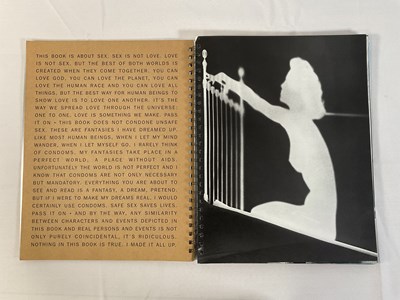 THIS BOOK IS ABOUT SEX. SEX IS NOT LOVE. LOVE
IS NOT SEX. BUT THE BEST OF BOTH WORLDS IS
CREATED WHEN THEY COME TOGETHER. YOU CAN
LOVE GOD, YOU CAN LOVE THE PLANET, YOU CAN
LOVE THE HUMAN RACE AND YOU CAN LOVE ALL
THINGS, BUT THE BEST WAY FOR HUMAN BEINGS TO
SHOW LOVE IS TO LOVE ONE ANOTHER. IT'S THE
WAY WE SPREAD LOVE THROUGH THE UNIVERSE:
ONE TO ONE. LOVE IS SOMETHING WE MAKE. PASS
IT ON • THIS BOOK DOES NOT CONDONE UNSAFE
SEX. THESE ARE FANTASIES I HAVE DREAMED UP.
LIKE MOST HUMAN BEINGS, WHEN I LET MY MIND
WANDER, WHEN I LET MYSELF GO, I RARELY THINK
OF CONDOMS. MY FANTASIES TAKE PLACE IN A
PERFECT WORLD, A PLACE WITHOUT AIDS.
UNFORTUNATELY THE WORLD IS NOT PERFECT AND I
KNOW THAT CONDOMS ARE NOT ONLY NECESSARY
BUT MANDATORY. EVERYTHING YOU ARE ABOUT TO
SEE AND READ IS A FANTASY, A DREAM, PRETEND.
BUT IF I WERE TO MAKE MY DREAMS REAL, I WOULD
CERTAINLY USE CONDOMS. SAFE SEX SAVES LIVES.
PASS IT ON • AND BY THE WAY, ANY SIMILARITY
BETWEEN CHARACTERS AND EVENTS DEPICTED IN
THIS BOOK AND REAL PERSONS AND EVENTS IS NOT
ONLY PURELY COINCIDENTAL, IT'S RIDICULOUS.
NOTHING IN THIS BOOK IS TRUE. I MADE IT ALL UP.